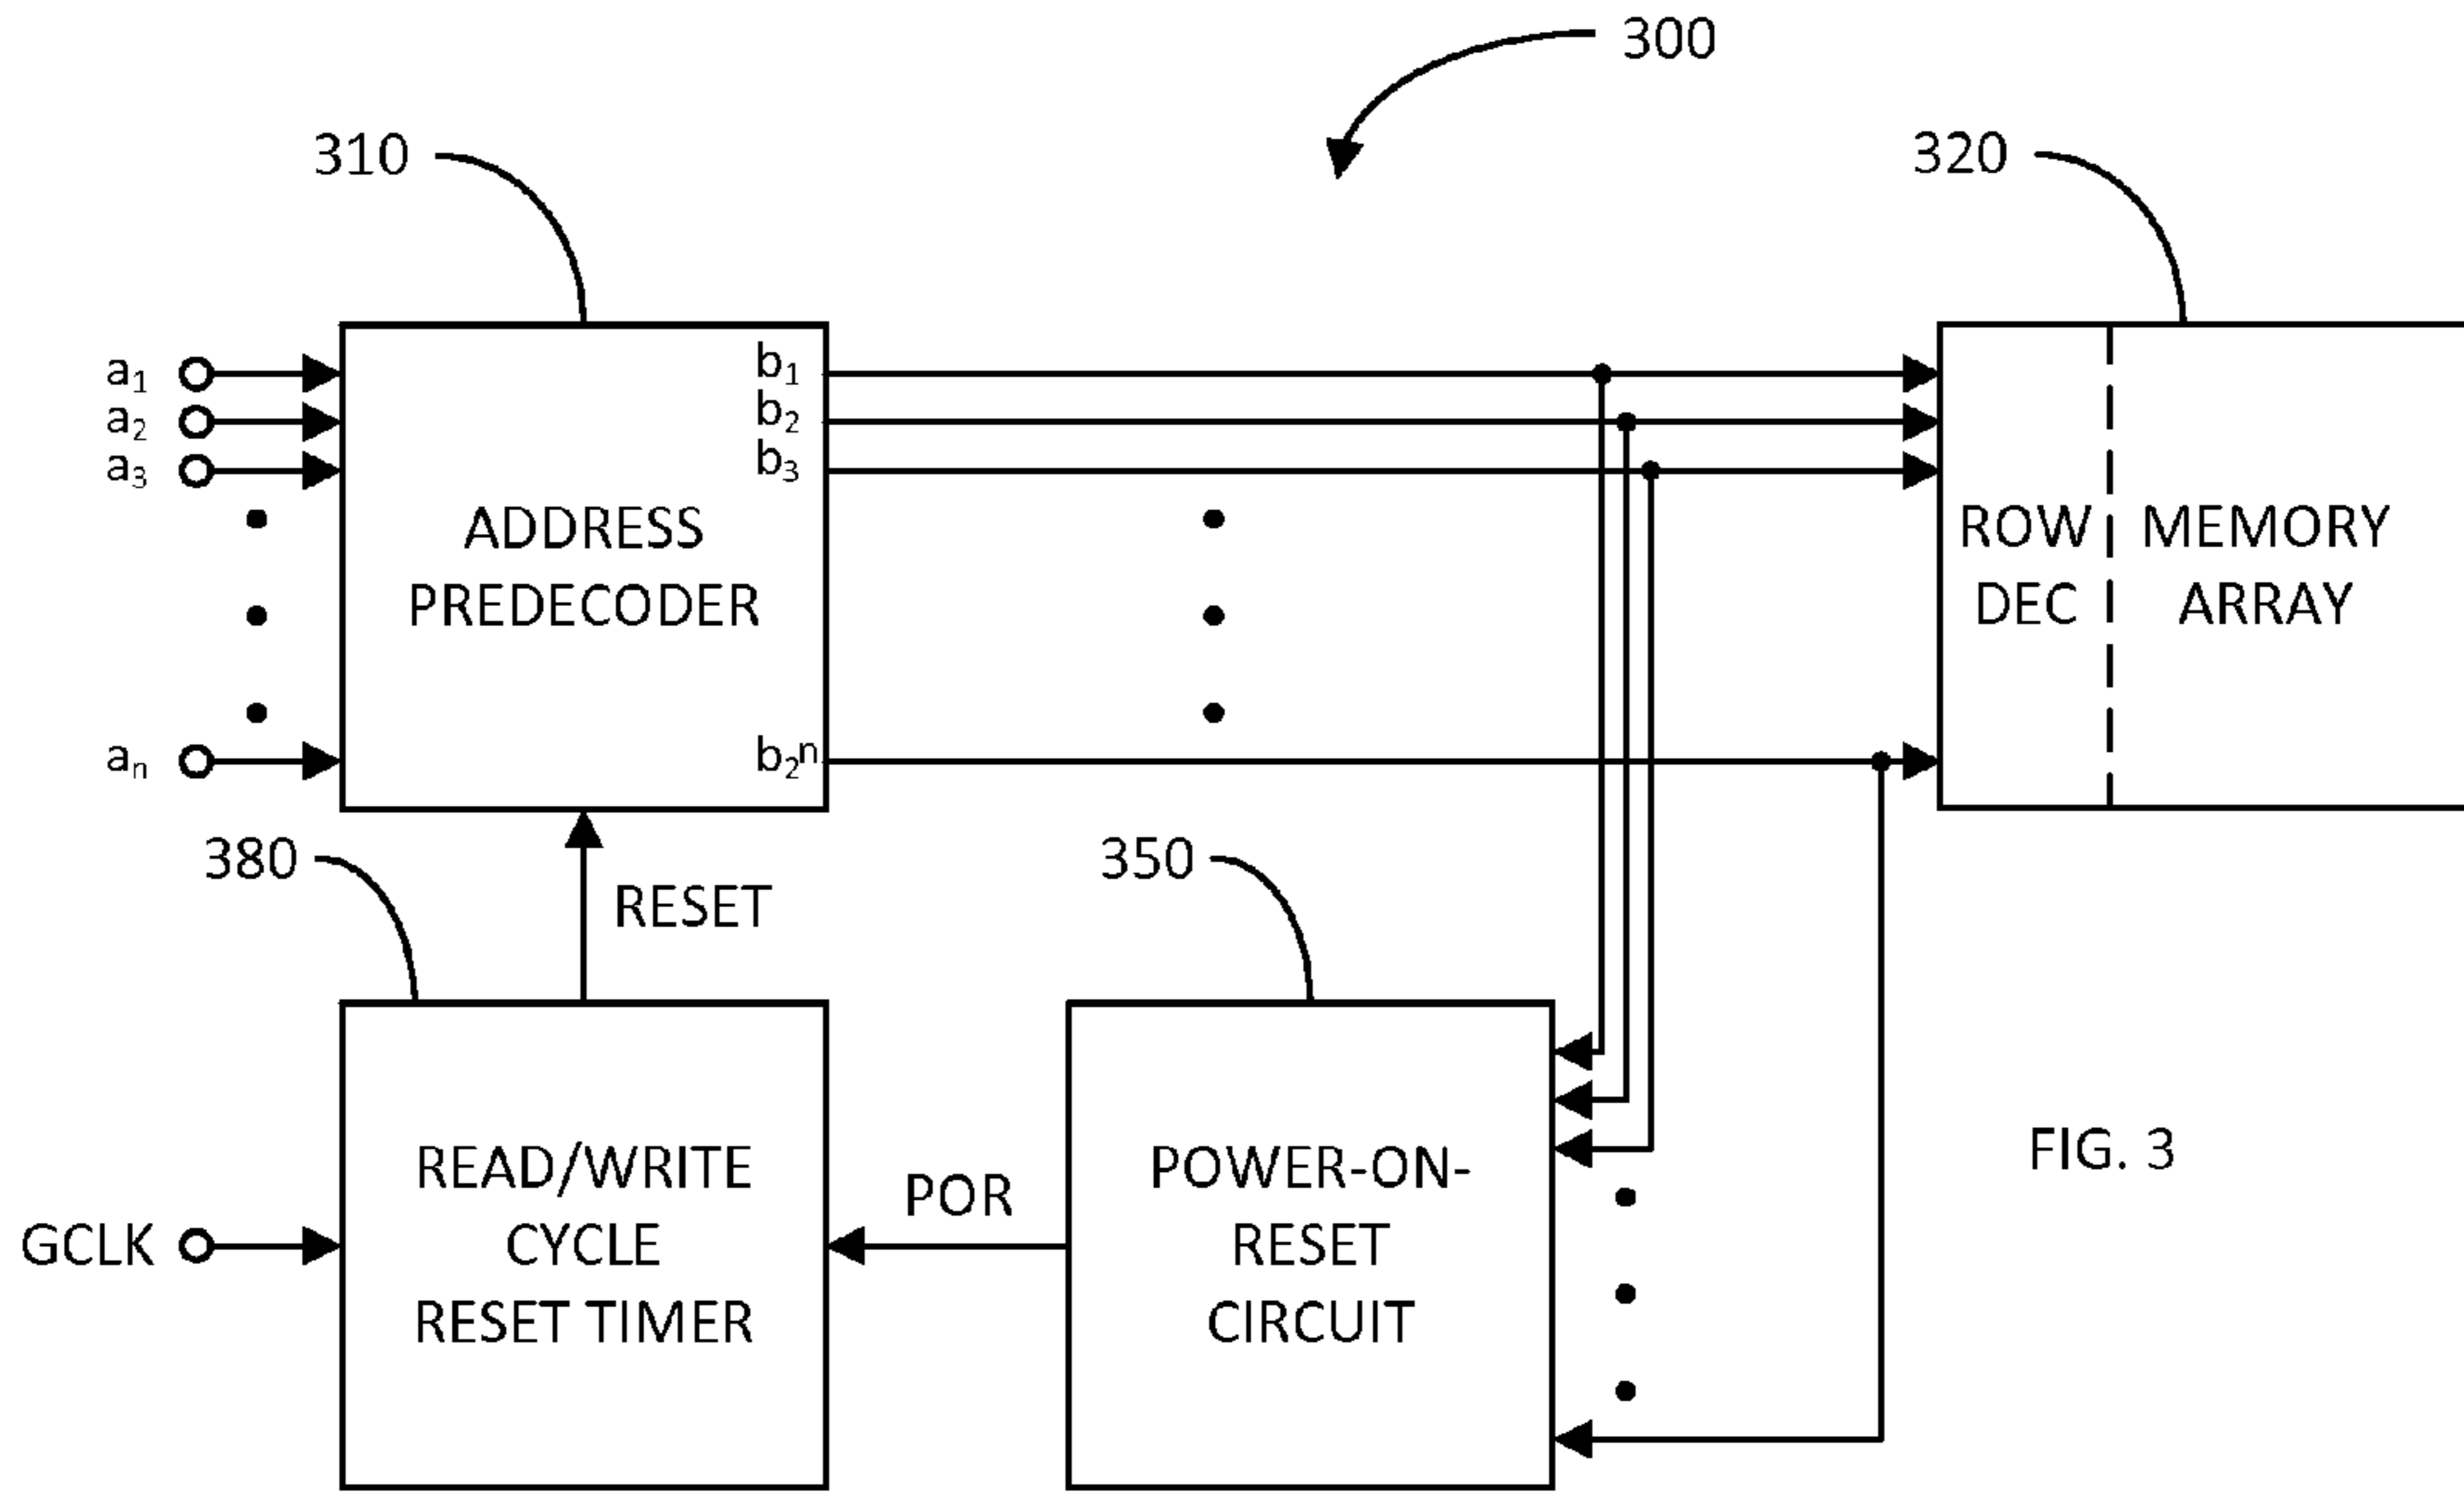 300
310
320
a₁
a₂
a₃
aₙ
b₁
b₂
b₃
b₂ⁿ
ADDRESS
PREDECODER
ROW
DEC
MEMORY
ARRAY
380
RESET
350
GCLK
READ/WRITE
CYCLE
RESET TIMER
POR
POWER-ON-
RESET
CIRCUIT
FIG. 3